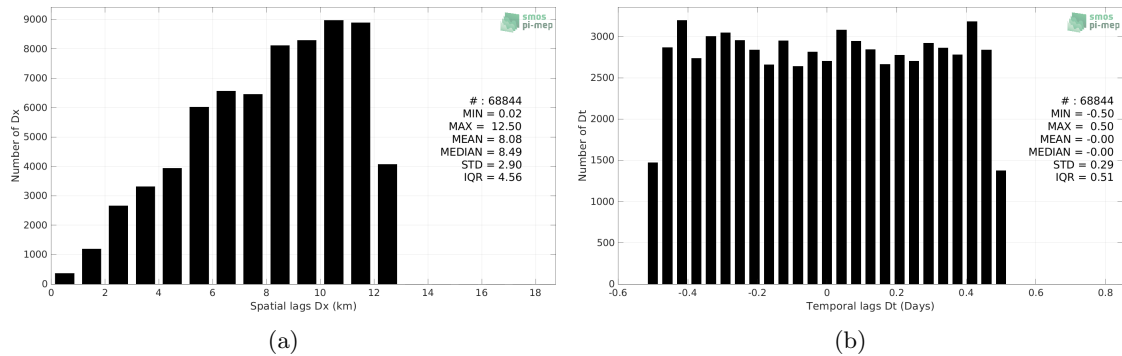 9000
8000
7000
6000
5000
4000
3000
2000
1000
0
Number of Dx
0 2 4 6 8 10 12 14 16 18
Spatial lags Dx (km)
smos
pi-mep
# : 68844
MIN = 0.02
MAX = 12.50
MEAN = 8.08
MEDIAN = 8.49
STD = 2.90
IQR = 4.56
(a)
3000
2500
2000
1500
1000
500
0
Number of Dt
-0.6 -0.4 -0.2 0 0.2 0.4 0.6 0.8
Temporal lags Dt (Days)
smos
pi-mep
# : 68844
MIN = -0.50
MAX = 0.50
MEAN = -0.00
MEDIAN = -0.00
STD = 0.29
IQR = 0.51
(b)